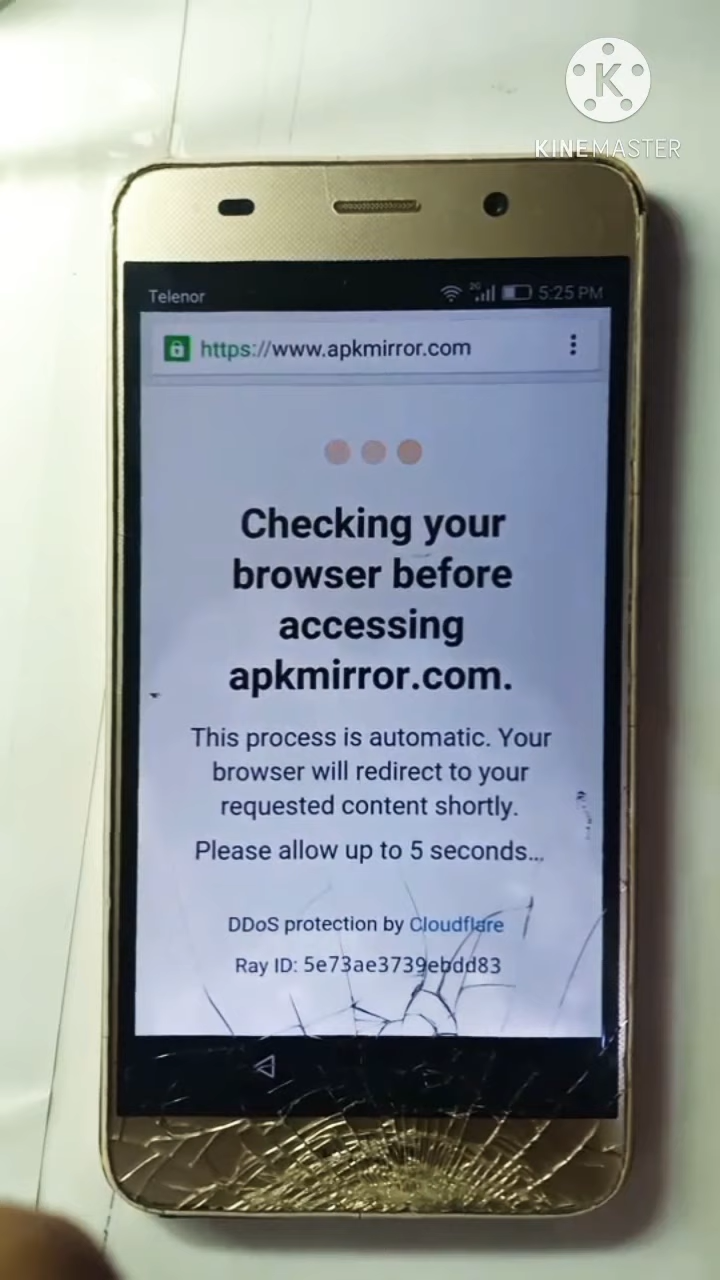 K
KINEMASTER
Telenor 2G 5:25 PM
https://www.apkmirror.com
Checking your
browser before
accessing
apkmirror.com.
This process is automatic. Your
browser will redirect to your
requested content shortly.
Please allow up to 5 seconds...
DDoS protection by Cloudflare
Ray ID: 5e73ae3739ebdd83